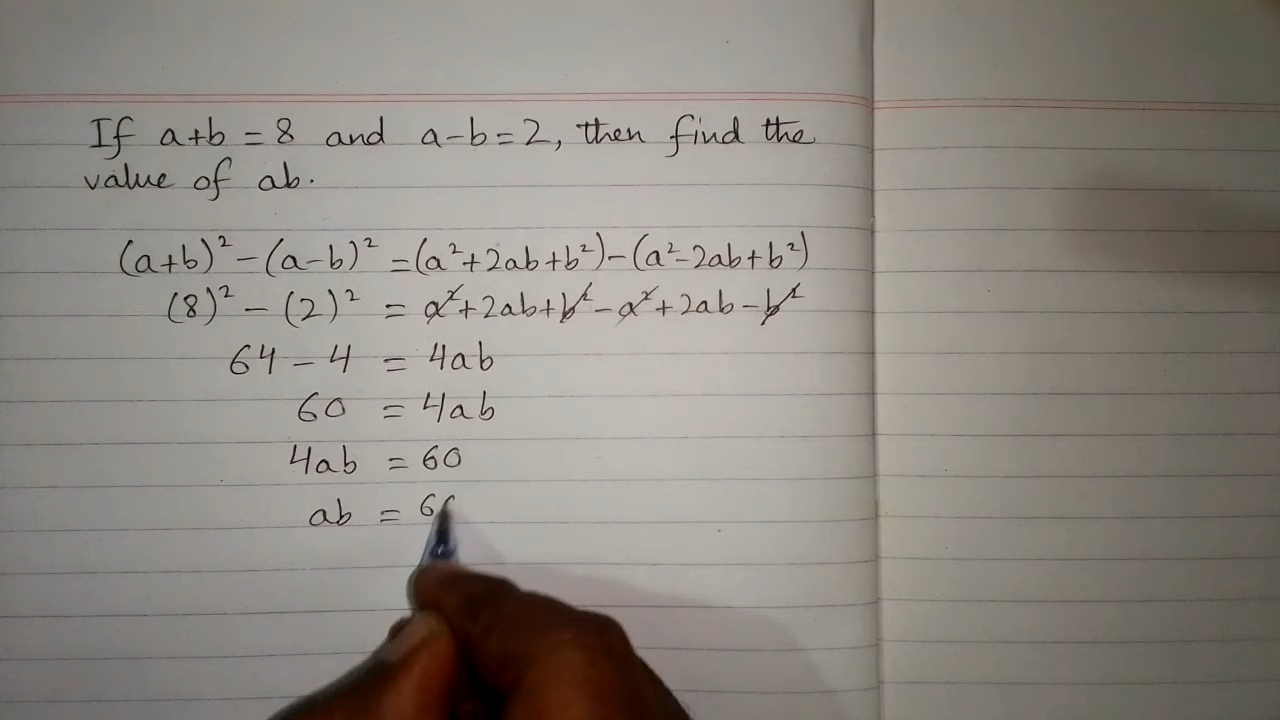 If a+b = 8 and a-b = 2, then find the
value of ab.
(a+b)² - (a-b)² = (a²+2ab+b²)-(a²-2ab+b²)
(8)² - (2)² = a²+2ab+b²-a²+2ab-b²
64 - 4 = 4ab
60 = 4ab
4ab = 60
ab = 6